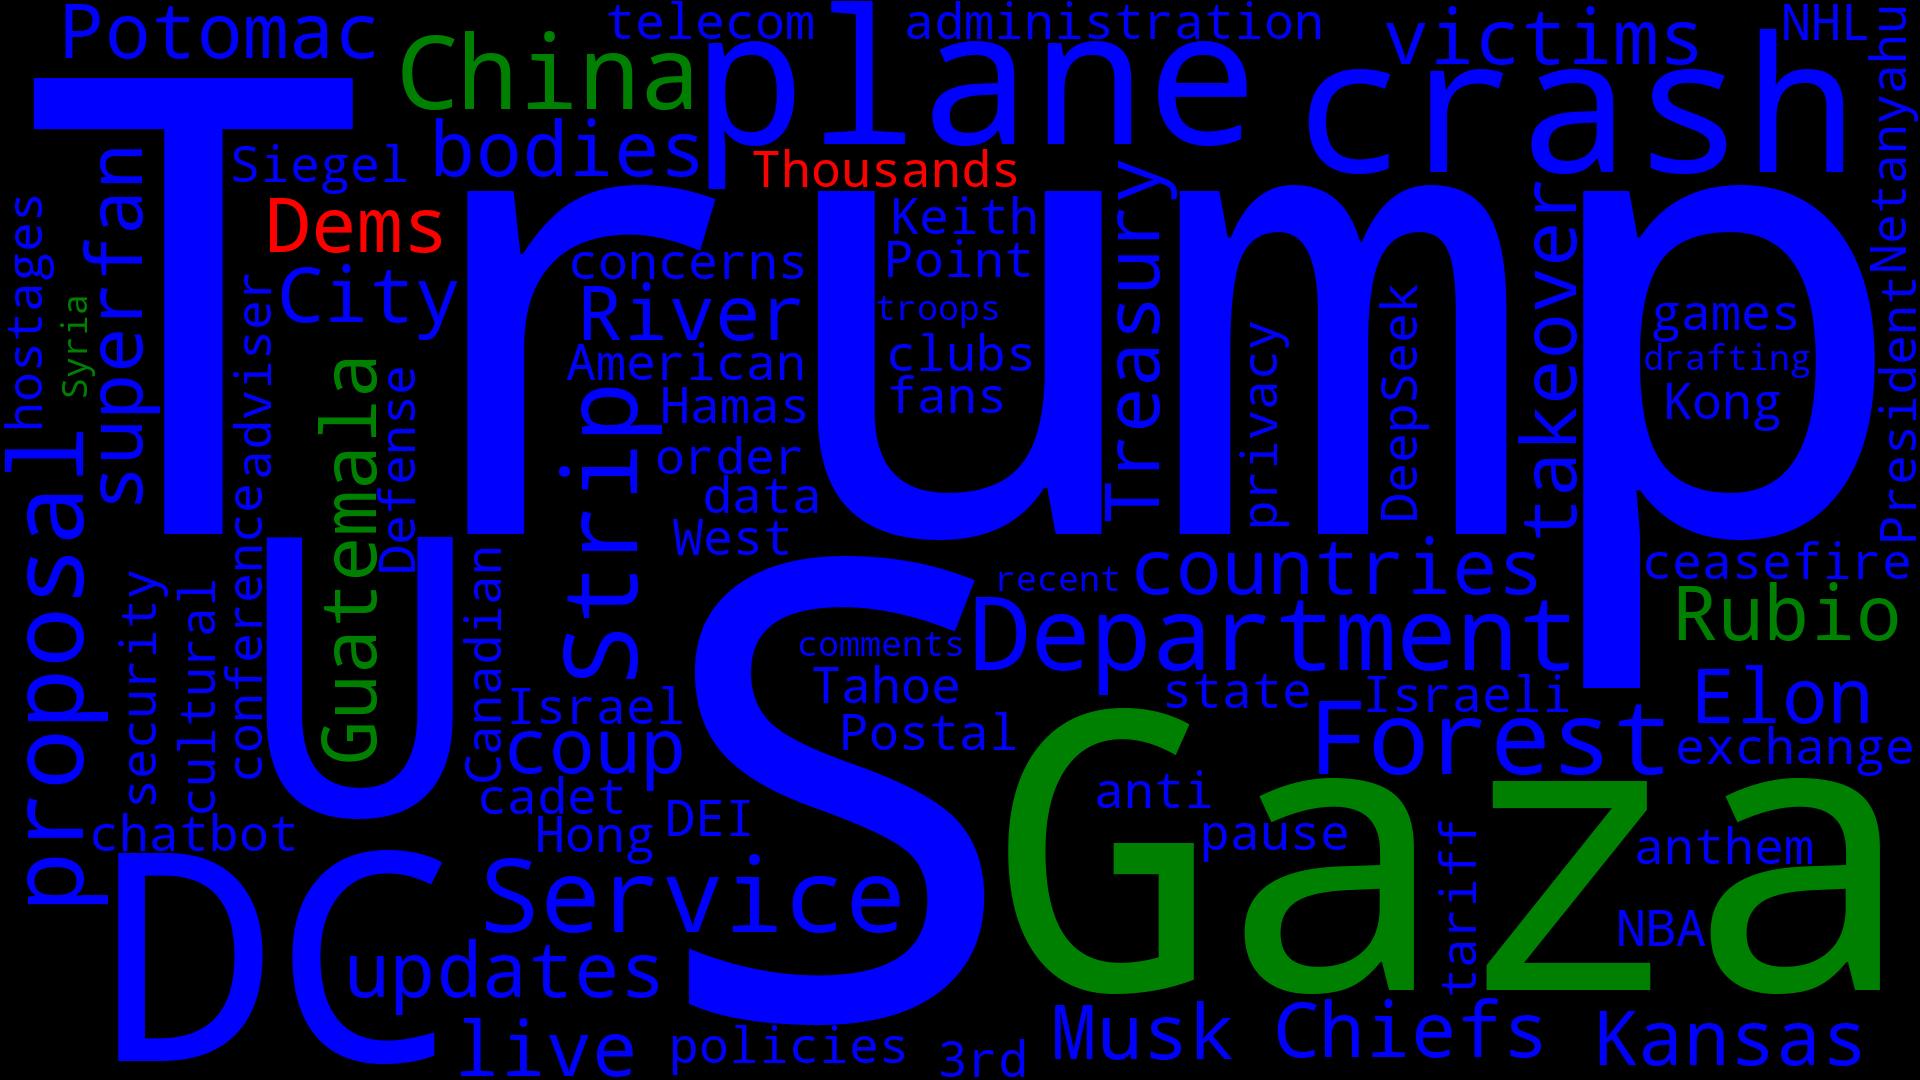 Potomac
telecom
administration
victims
NHL
China
plane
crash
Netanyahu
Trump
bodies
Siegel
Thousands
superfan
Dems
Keith
Treasury
takeover
hostages
concerns
Point
City
River
troops
games
Syria
adviser
American
clubs
privacy
DeepSeek
drafting
President
Guatemala
Defense
Strip
Hamas
fans
Kong
proposal
order
data
West
U
S
conference
Canadian
recent
countries
ceasefire
security
cultural
comments
Department
Rubio
Israel
Tahoe
state
Israeli
Elon
coup
Postal
Forest
exchange
Gaza
cadet
anti
chatbot
Hong
DEI
pause
tariff
anthem
DC
Service
NBA
updates
live
policies
3rd
Musk
Chiefs
Kansas